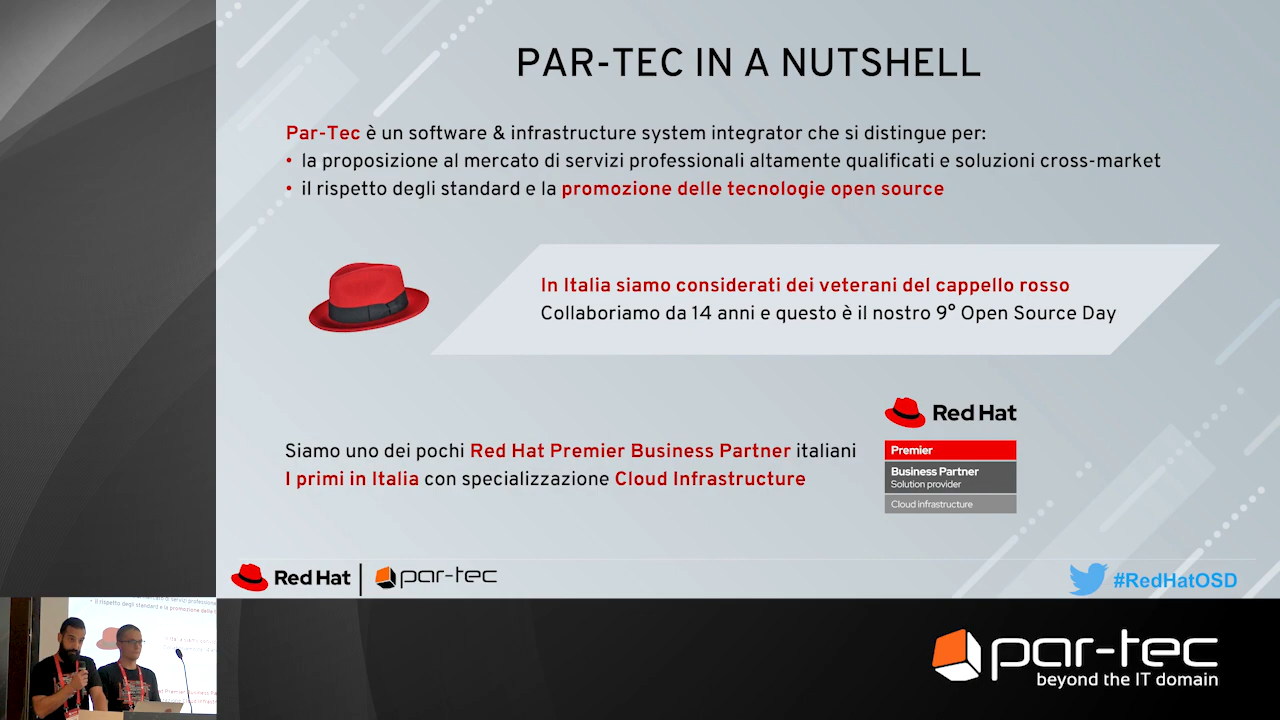 PAR-TEC IN A NUTSHELL
Par-Tec è un software & infrastructure system integrator che si distingue per:
• la proposizione al mercato di servizi professionali altamente qualificati e soluzioni cross-market
• il rispetto degli standard e la promozione delle tecnologie open source
In Italia siamo considerati dei veterani del cappello rosso
Collaboriamo da 14 anni e questo è il nostro 9° Open Source Day
Siamo uno dei pochi Red Hat Premier Business Partner italiani
I primi in Italia con specializzazione Cloud Infrastructure
Red Hat
Premier
Business Partner
Solution provider
Cloud infrastructure
Red Hat | par-tec
#RedHatOSD
par-tec
beyond the IT domain